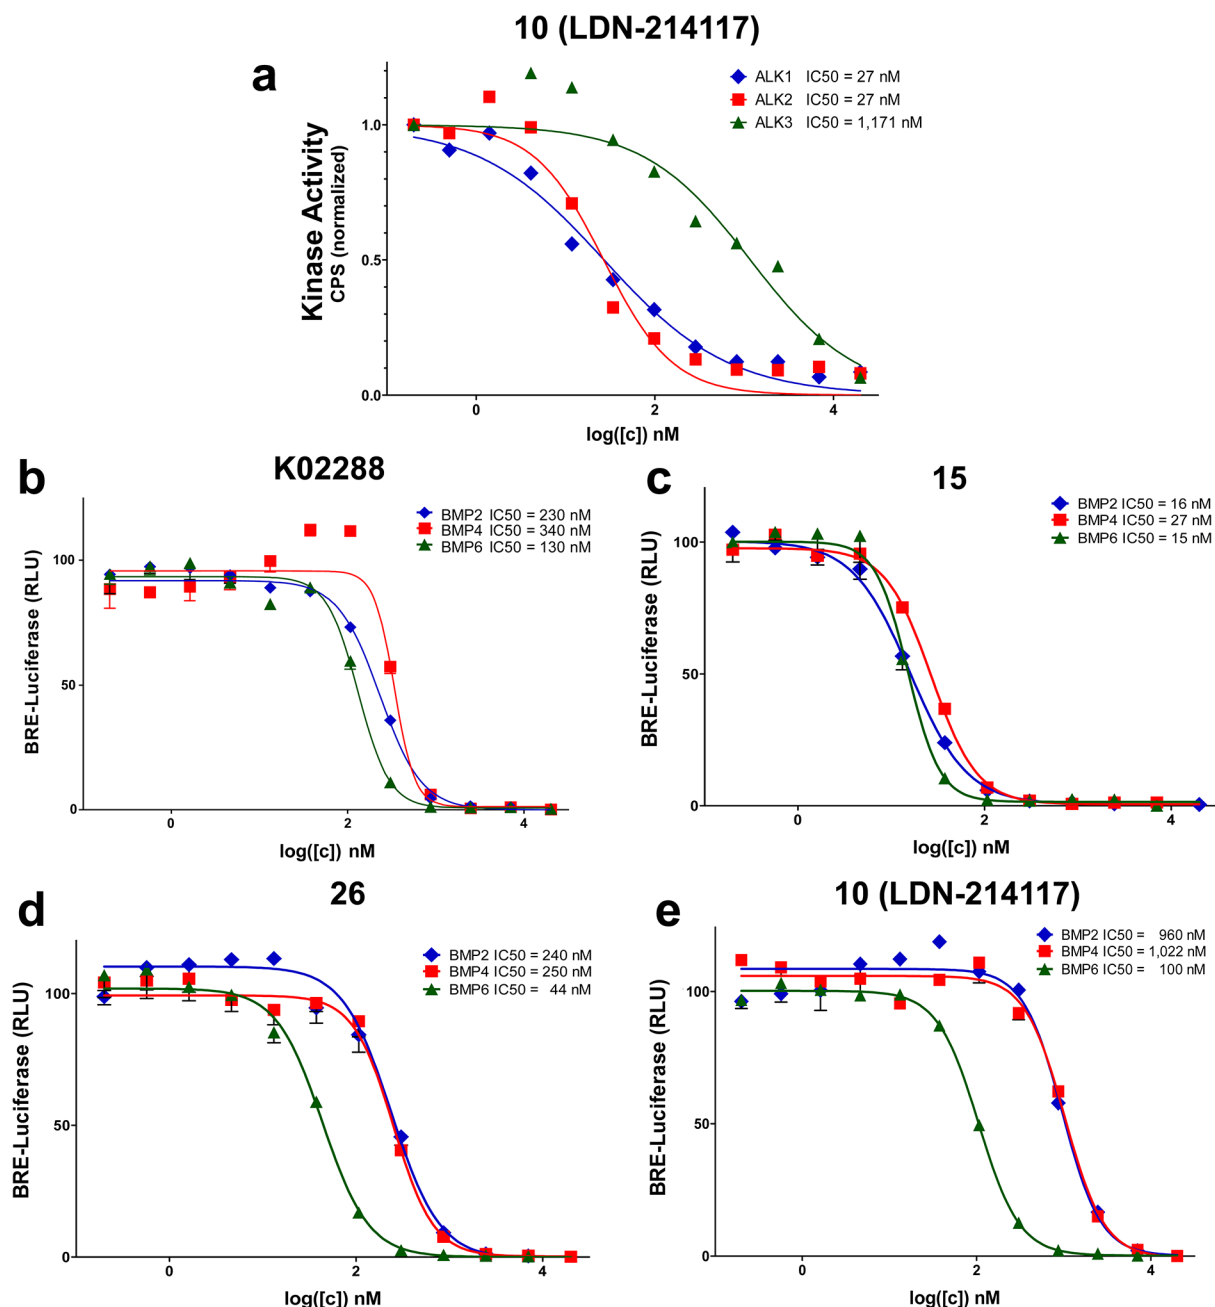 10 (LDN-214117)
a
ALK1 IC50 = 27 nM
ALK2 IC50 = 27 nM
ALK3 IC50 = 1,171 nM
Kinase Activity
CPS (normalized)
1.0
0.5
0.0
0 2 4
log([c]) nM
b
K02288
BMP2 IC50 = 230 nM
BMP4 IC50 = 340 nM
BMP6 IC50 = 130 nM
BRE-Luciferase (RLU)
100
50
0
0 2 4
log([c]) nM
c
15
BMP2 IC50 = 16 nM
BMP4 IC50 = 27 nM
BMP6 IC50 = 15 nM
BRE-Luciferase (RLU)
100
50
0
0 2 4
log([c]) nM
d
26
BMP2 IC50 = 240 nM
BMP4 IC50 = 250 nM
BMP6 IC50 = 44 nM
BRE-Luciferase (RLU)
100
50
0
0 2 4
log([c]) nM
e
10 (LDN-214117)
BMP2 IC50 = 960 nM
BMP4 IC50 = 1,022 nM
BMP6 IC50 = 100 nM
BRE-Luciferase (RLU)
100
50
0
0 2 4
log([c]) nM